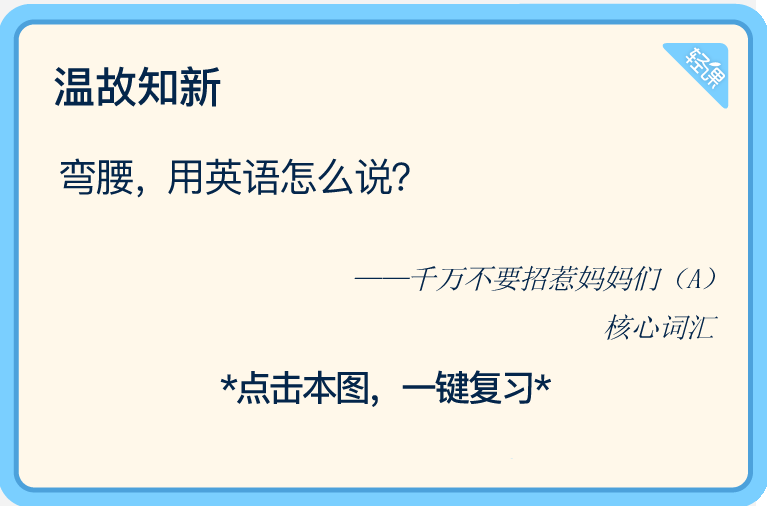 温故知新
轻课
弯腰，用英语怎么说？
——千万不要招惹妈妈们（A）
核心词汇
*点击本图，一键复习*